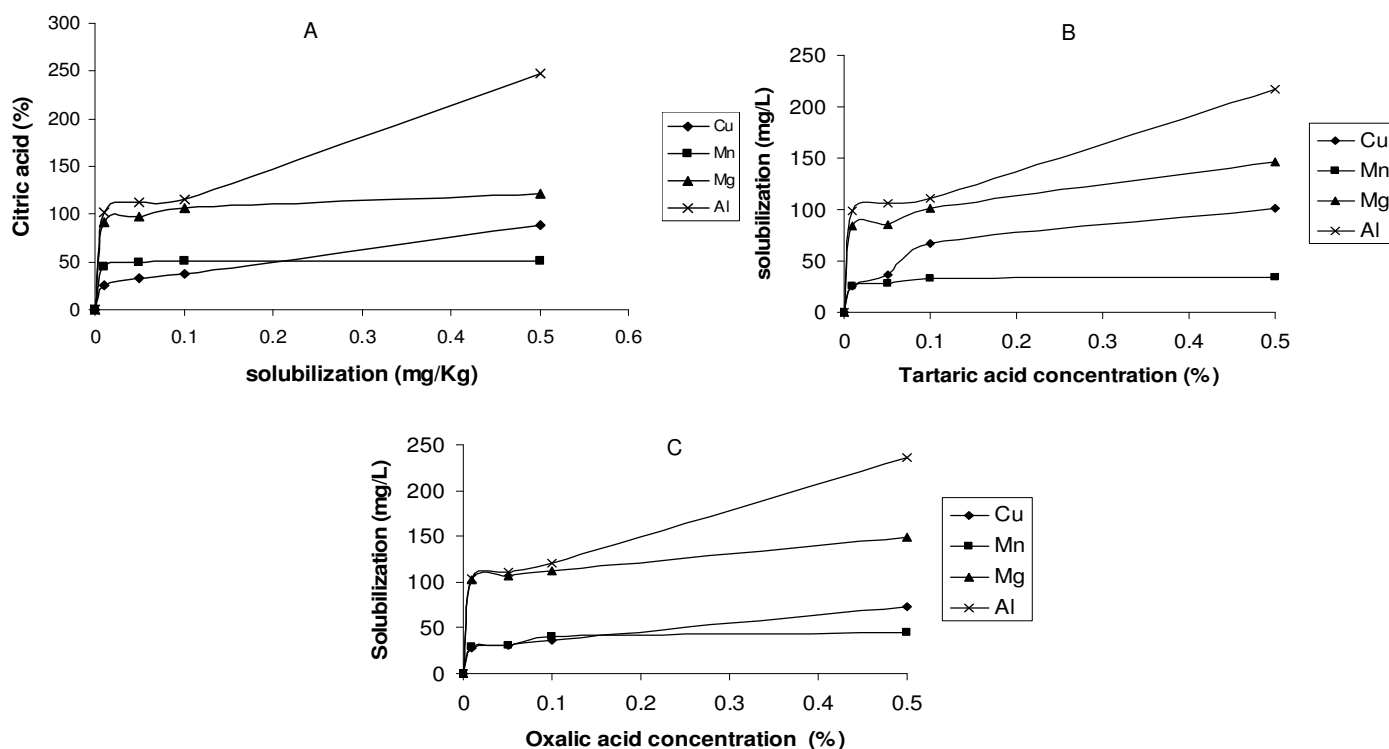 A
Citric acid (%)
300
250
200
150
100
50
0
0 0.1 0.2 0.3 0.4 0.5 0.6
solubilization (mg/Kg)
Cu
Mn
Mg
Al
B
solubilization (mg/L)
250
200
150
100
50
0
0 0.1 0.2 0.3 0.4 0.5
Tartaric acid concentration (%)
Cu
Mn
Mg
Al
C
Solubilization (mg/L)
250
200
150
100
50
0
0 0.1 0.2 0.3 0.4 0.5
Oxalic acid concentration (%)
Cu
Mn
Mg
Al